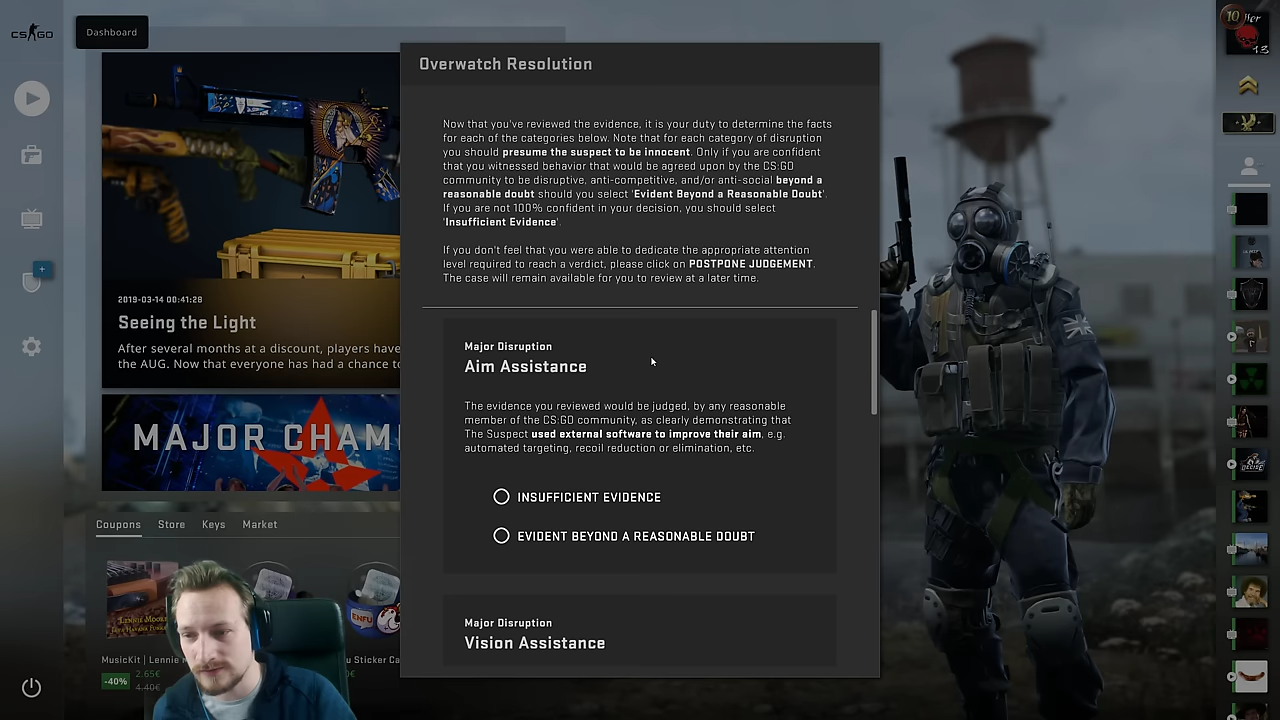 CS GO
Dashboard
2019-03-14 00:41:28
Seeing the Light
After several months at a discount, players have
the AUG. Now that everyone has had a chance to
MAJOR CHAM
Coupons Store Keys Market
MusicKit | Lennie
-40% 2.65€
4.40€
ENFU
u Sticker Ca
0€
Overwatch Resolution
Now that you've reviewed the evidence, it is your duty to determine the facts
for each of the categories below. Note that for each category of disruption
you should presume the suspect to be innocent. Only if you are confident
that you witnessed behavior that would be agreed upon by the CS:GO
community to be disruptive, anti-competitive, and/or anti-social beyond a
reasonable doubt should you select 'Evident Beyond a Reasonable Doubt'.
If you are not 100% confident in your decision, you should select
'Insufficient Evidence'.
If you don't feel that you were able to dedicate the appropriate attention
level required to reach a verdict, please click on POSTPONE JUDGEMENT.
The case will remain available for you to review at a later time.
Major Disruption
Aim Assistance
The evidence you reviewed would be judged, by any reasonable
member of the CS:GO community, as clearly demonstrating that
The Suspect used external software to improve their aim, e.g.
automated targeting, recoil reduction or elimination, etc.
INSUFFICIENT EVIDENCE
EVIDENT BEYOND A REASONABLE DOUBT
Major Disruption
Vision Assistance
10
13